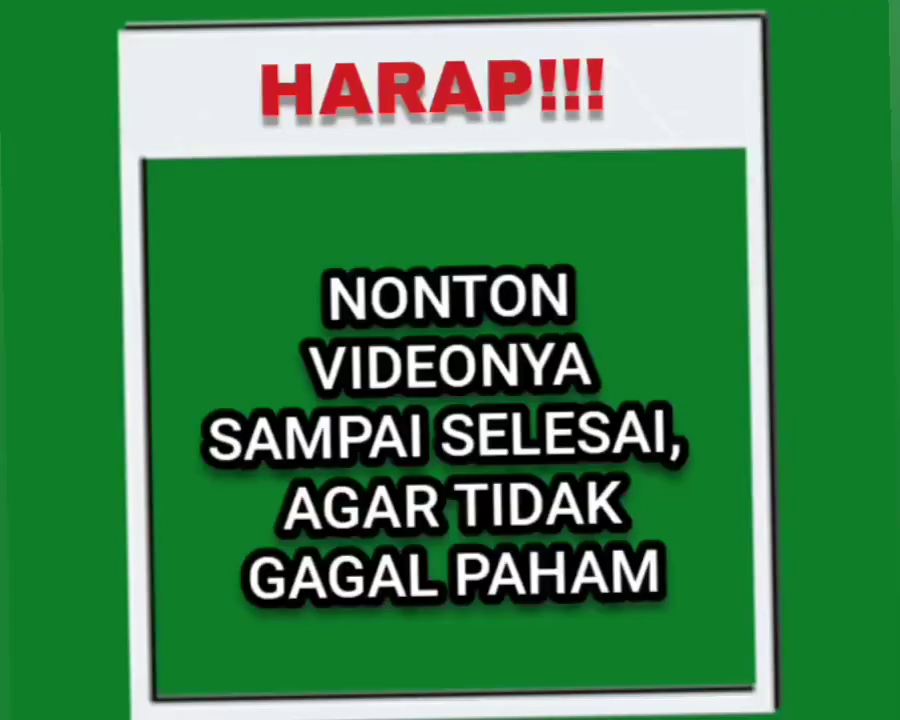 HARAP!!!
NONTON
VIDEONYA
SAMPAI SELESAI,
AGAR TIDAK
GAGAL PAHAM